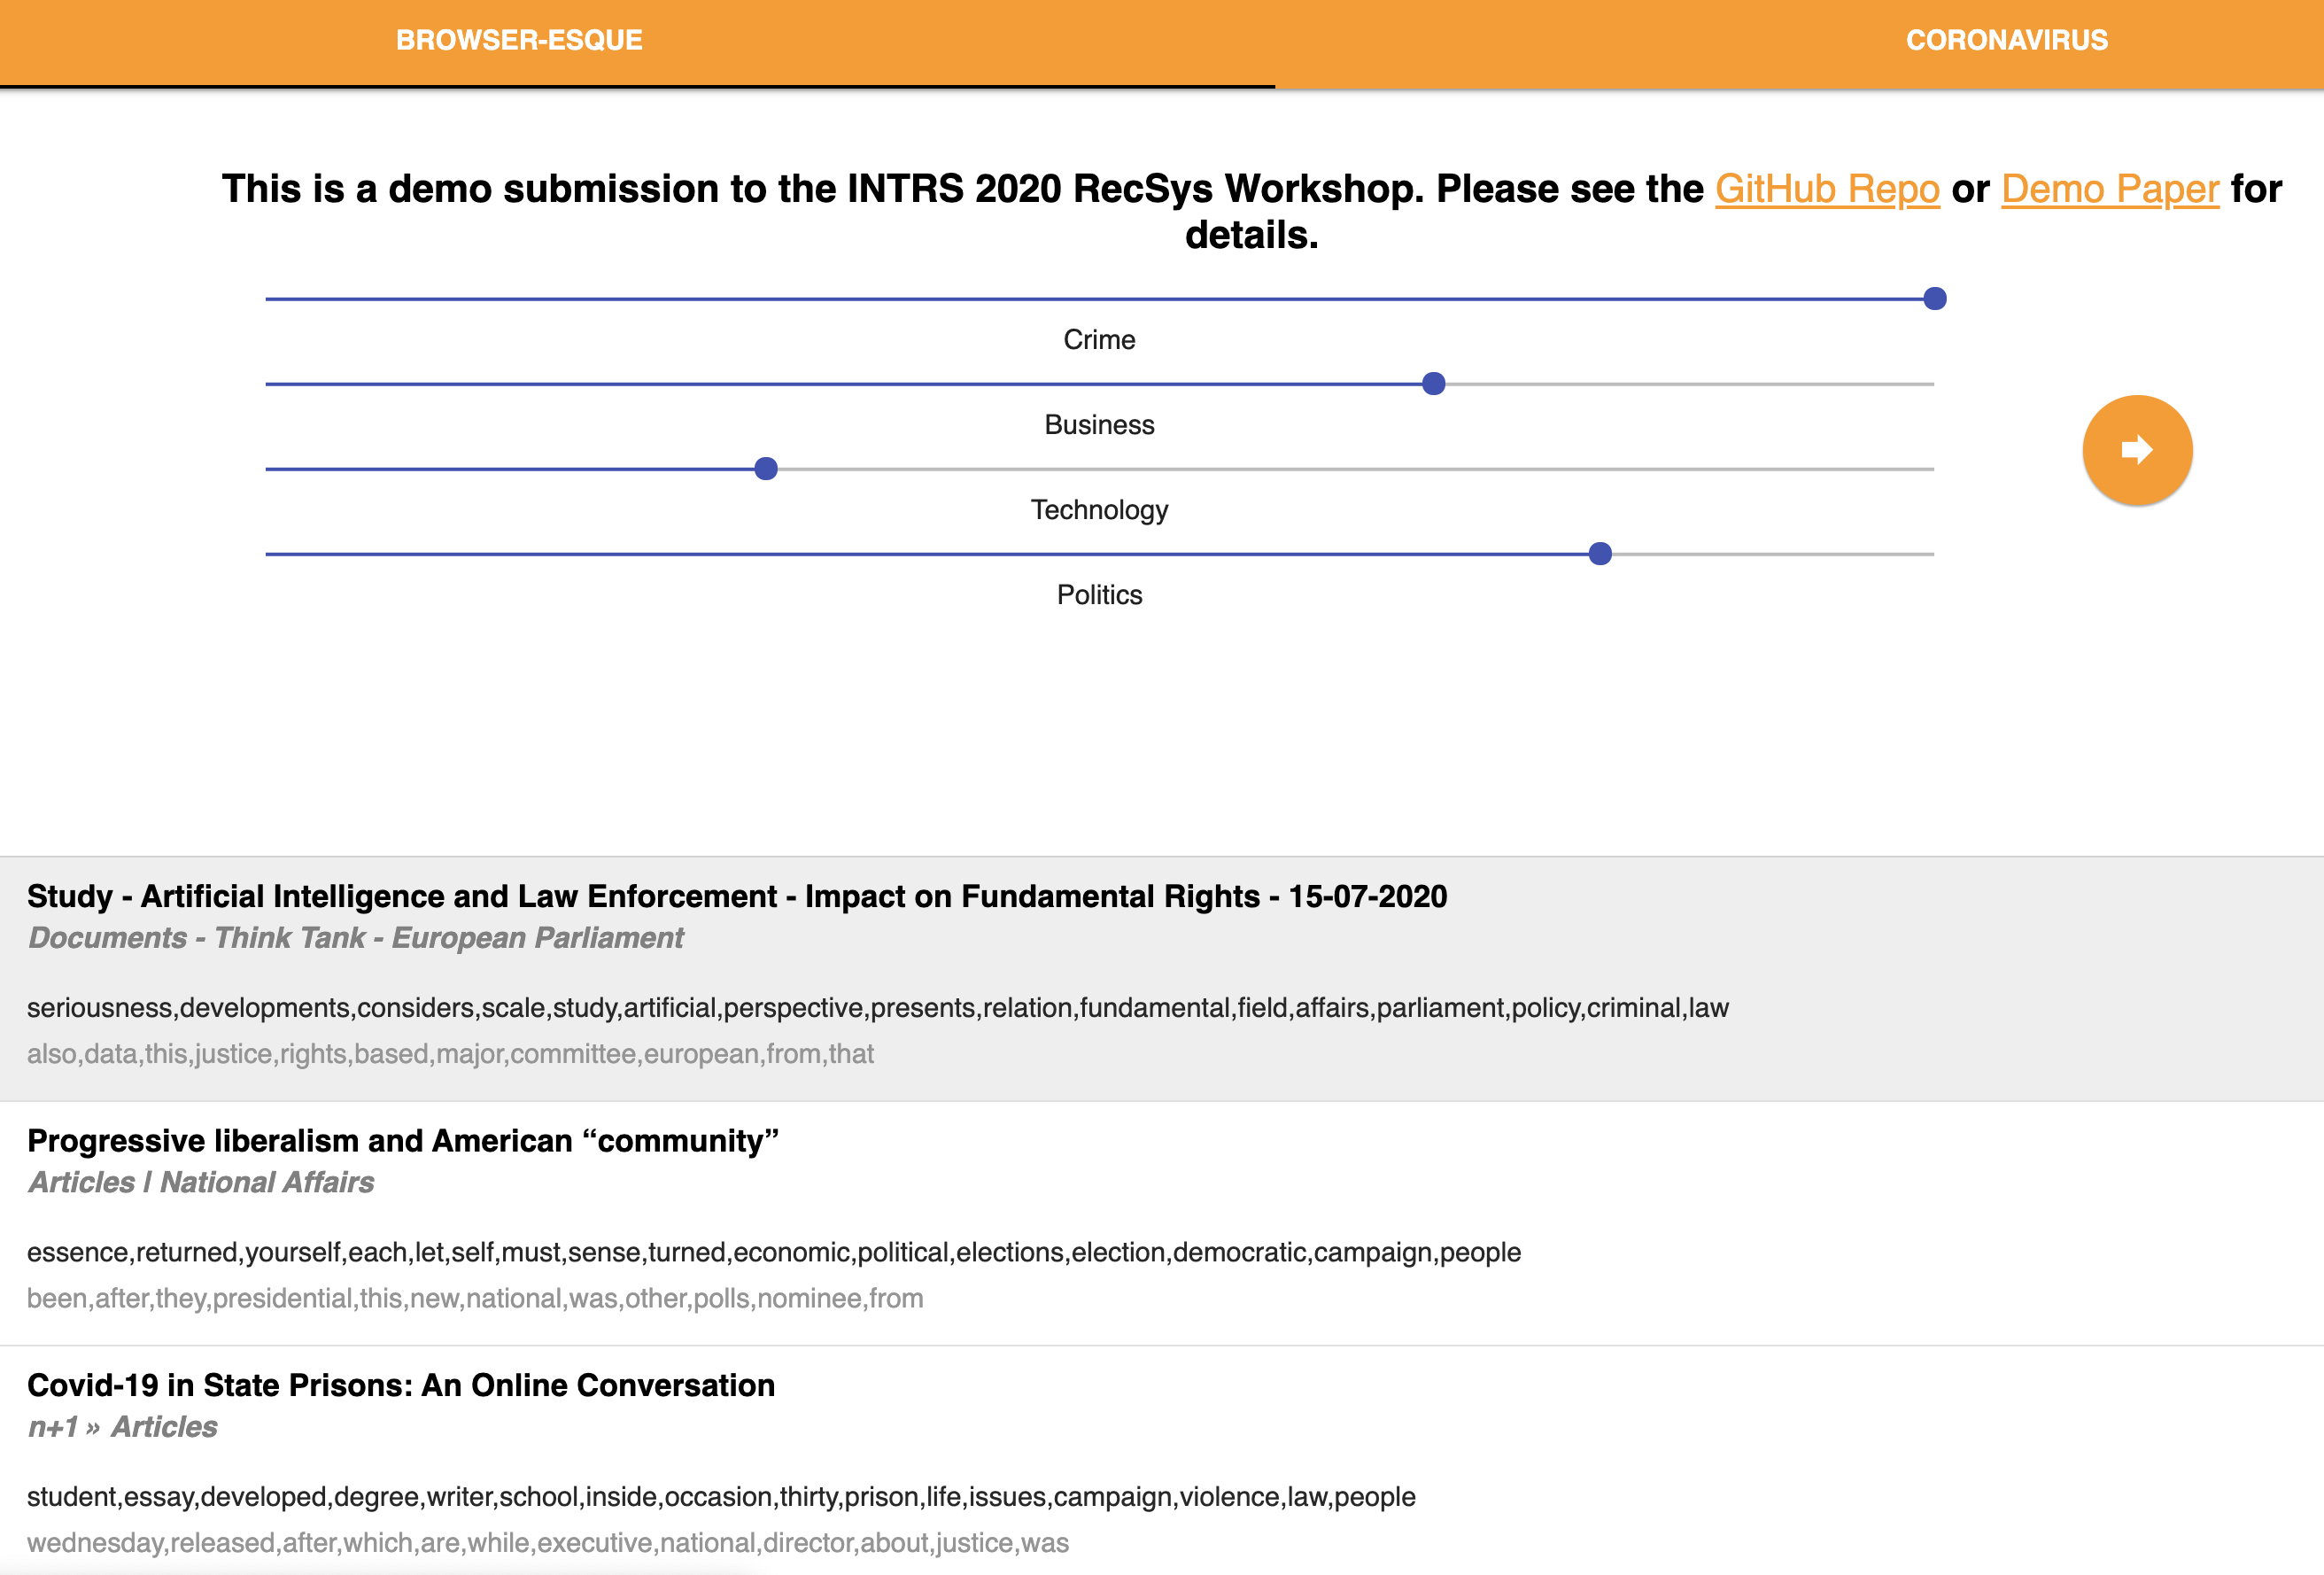 BROWSER-ESQUE
CORONAVIRUS
This is a demo submission to the INTRS 2020 RecSys Workshop. Please see the GitHub Repo or Demo Paper for
details.
Crime
Business
Technology
Politics
Study - Artificial Intelligence and Law Enforcement - Impact on Fundamental Rights - 15-07-2020
Documents - Think Tank - European Parliament
seriousness,developments,considers,scale,study,artificial,perspective,presents,relation,fundamental,field,affairs,parliament,policy,criminal,law
also,data,this,justice,rights,based,major,committee,european,from,that
Progressive liberalism and American “community”
Articles | National Affairs
essence,returned,yourself,each,let,self,must,sense,turned,economic,political,elections,election,democratic,campaign,people
been,after,they,presidential,this,new,national,was,other,polls,nominee,from
Covid-19 in State Prisons: An Online Conversation
n+1 » Articles
student,essay,developed,degree,writer,school,inside,occasion,thirty,prison,life,issues,campaign,violence,law,people
wednesday,released,after,which,are,while,executive,national,director,about,justice,was